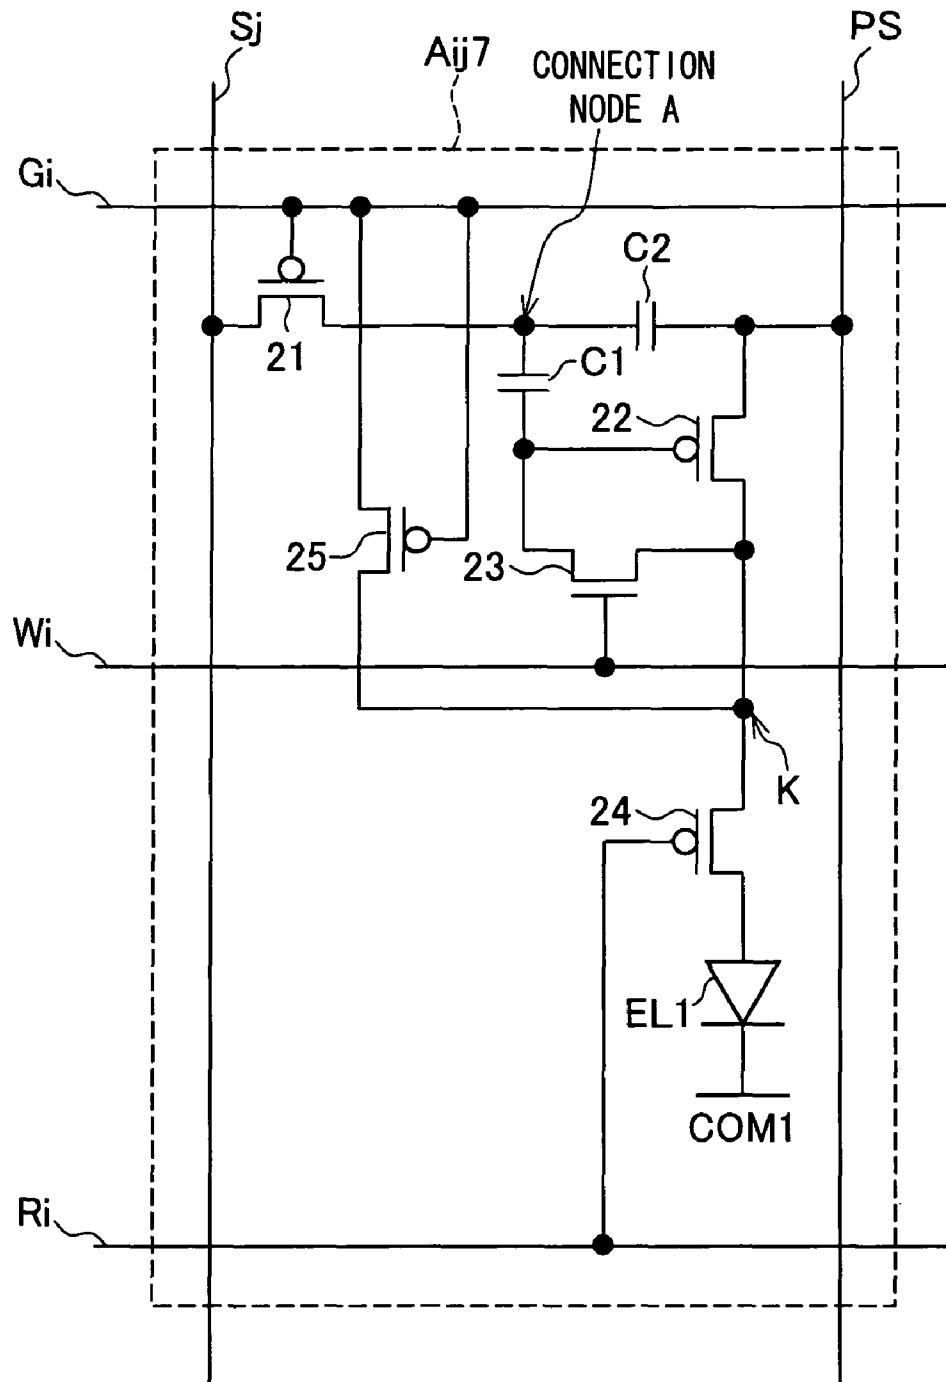 Sj
PS
Aij7
CONNECTION
NODE A
Gi
C2
21
C1
22
25
23
Wi
K
24
EL1
COM1
Ri